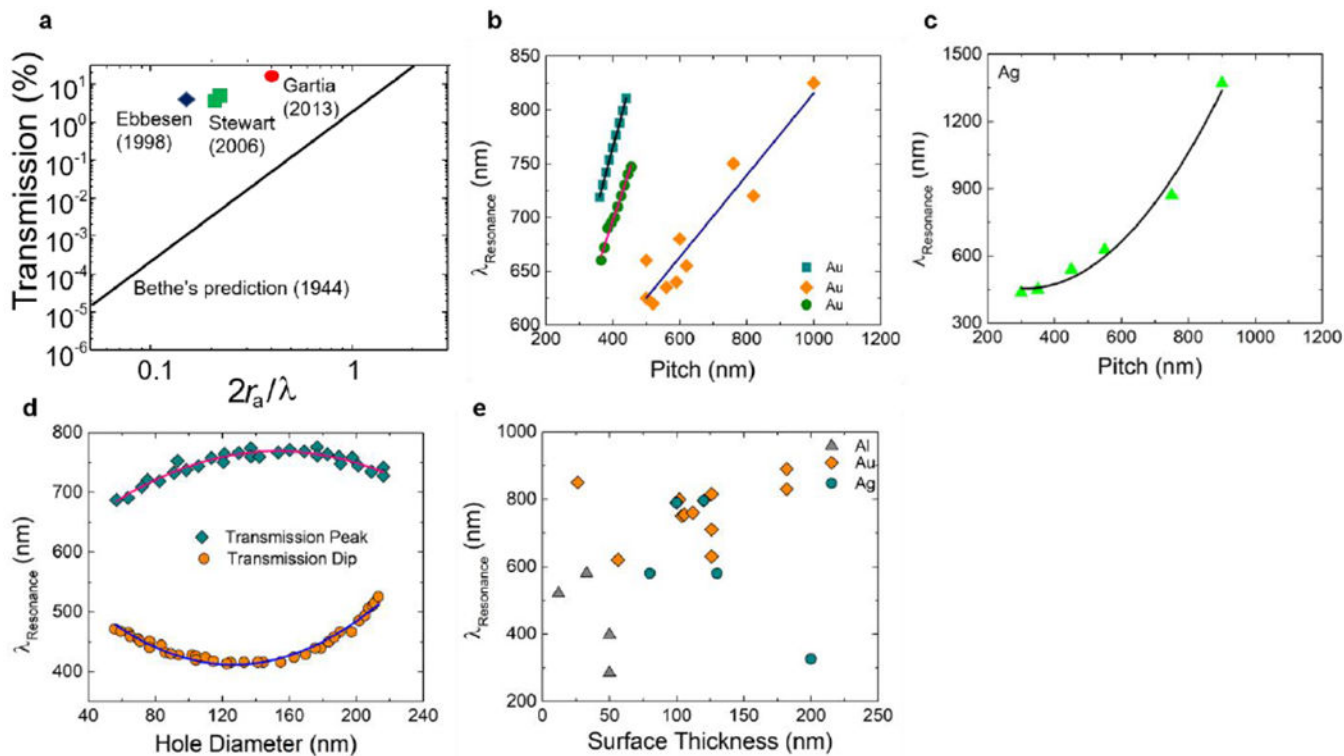 a
Transmission (%)
10^1
10^0
10^-1
10^-2
10^-3
10^-4
10^-5
10^-6
Ebbesen
(1998)
Stewart
(2006)
Gartia
(2013)
Bethe's prediction (1944)
0.1
1
2r_a/λ
b
λ_Resonance (nm)
850
800
750
700
650
600
Au
Au
Au
200 400 600 800 1000 1200
Pitch (nm)
c
Ag
λ_Resonance (nm)
1500
1200
900
600
300
200 400 600 800 1000 1200
Pitch (nm)
d
λ_Resonance (nm)
800
700
600
500
400
Transmission Peak
Transmission Dip
40 80 120 160 200 240
Hole Diameter (nm)
e
λ_Resonance (nm)
1000
800
600
400
200
Al
Au
Ag
0 50 100 150 200 250
Surface Thickness (nm)